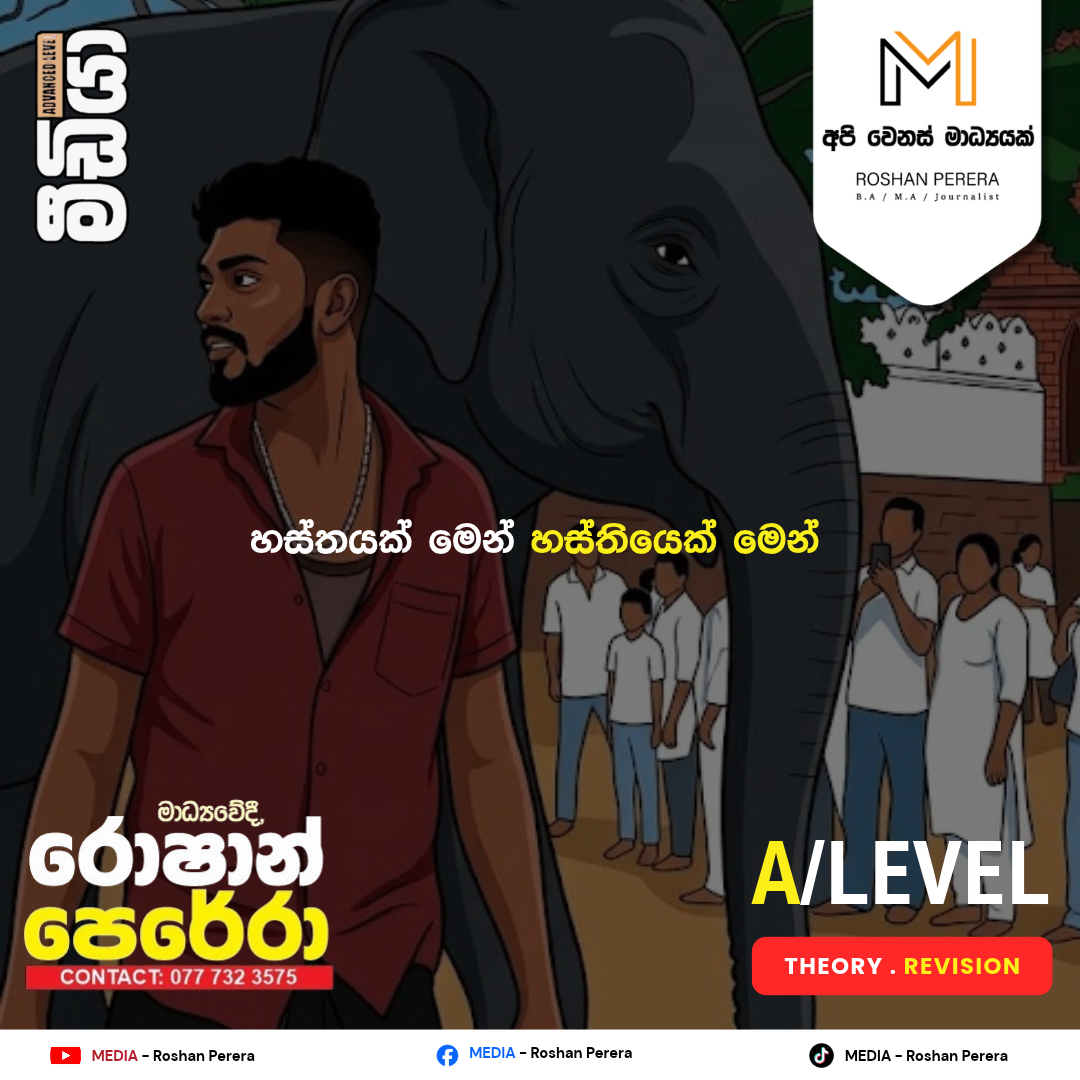 මීඩියා
ADVANCED LEVEL
අපි වෙනස් මාධ්‍යයක්
ROSHAN PERERA
B.A / M.A / Journalist
හස්තයක් මෙන් හස්තියෙක් මෙන්
මාධ්‍යවේදී,
රොෂාන්
පෙරේරා
CONTACT: 077 732 3575
A/LEVEL
THEORY . REVISION
MEDIA - Roshan Perera
MEDIA - Roshan Perera
MEDIA - Roshan Perera